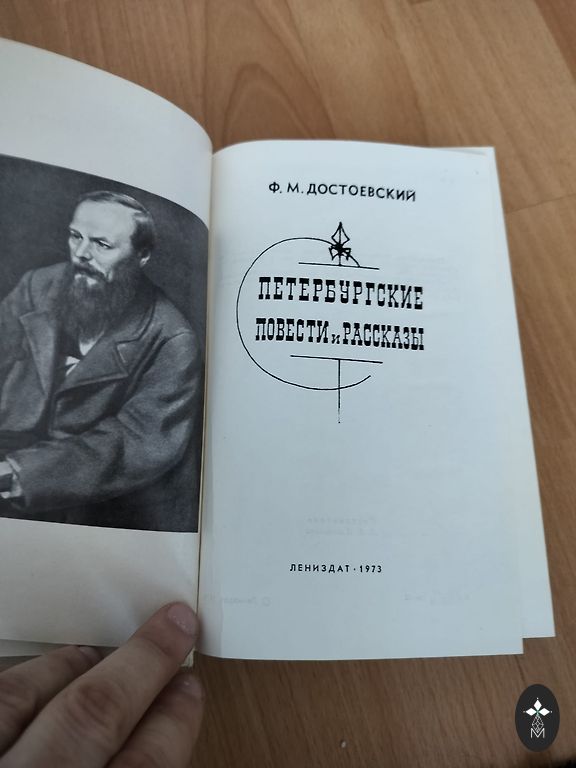 Ф. М. ДОСТОЕВСКИЙ
ПЕТЕРБУРГСКИЕ
ПОВЕСТИ и РАССКАЗЫ
ЛЕНИЗДАТ · 1973